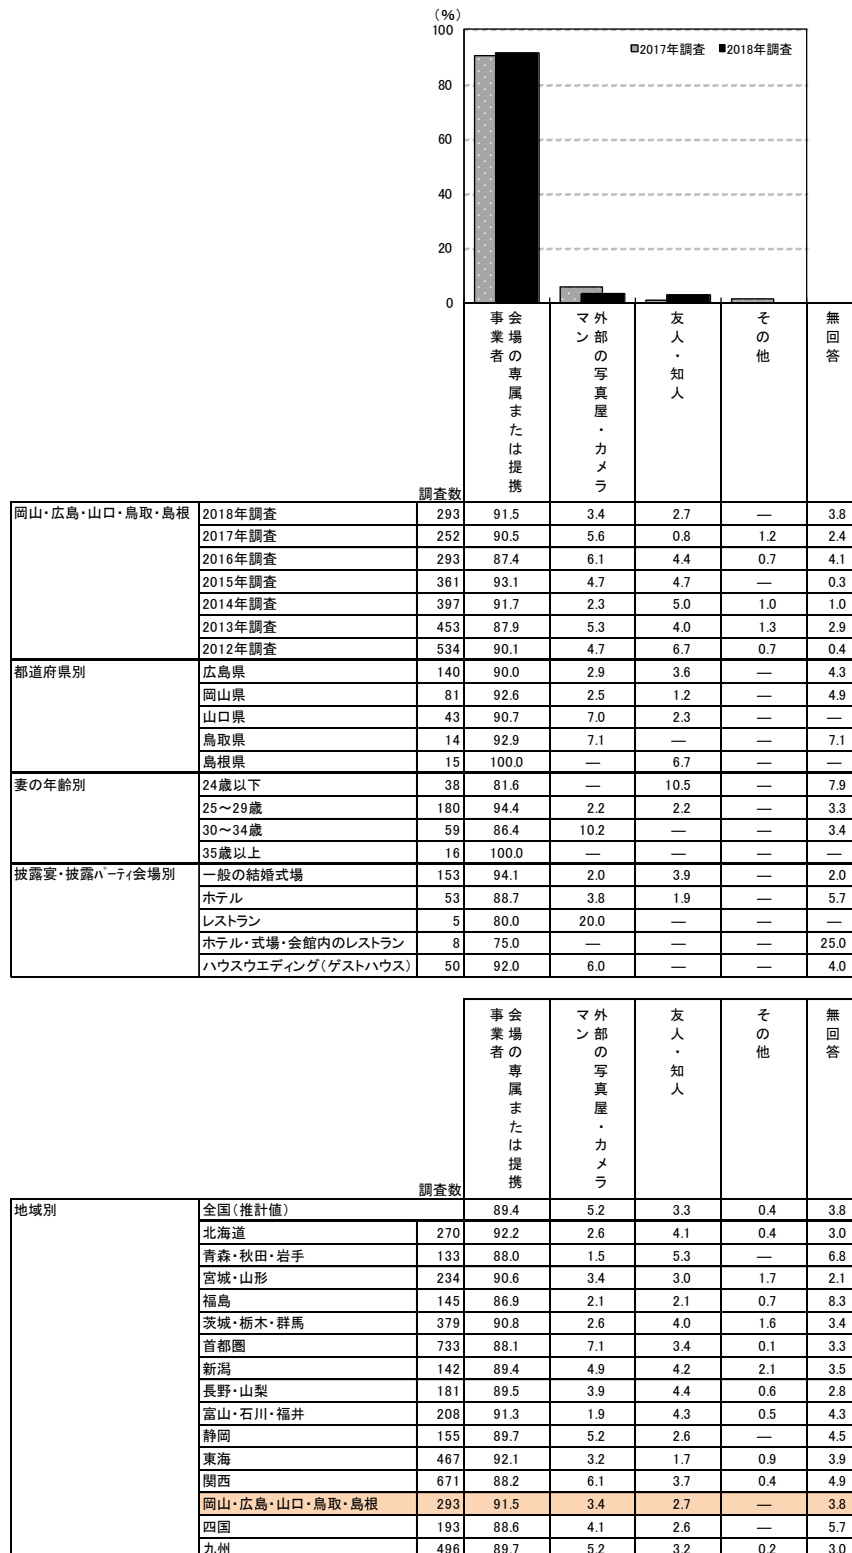 (%)
100
80
60
40
20
0
2017年調査 2018年調査
会場の専属または提携事業者
外部の写真屋・カメラマン
友人・知人
その他
無回答
調査数
岡山・広島・山口・鳥取・島根 2018年調査 293 91.5 3.4 2.7 — 3.8
2017年調査 252 90.5 5.6 0.8 1.2 2.4
2016年調査 293 87.4 6.1 4.4 0.7 4.1
2015年調査 361 93.1 4.7 4.7 — 0.3
2014年調査 397 91.7 2.3 5.0 1.0 1.0
2013年調査 453 87.9 5.3 4.0 1.3 2.9
2012年調査 534 90.1 4.7 6.7 0.7 0.4
都道府県別 広島県 140 90.0 2.9 3.6 — 4.3
岡山県 81 92.6 2.5 1.2 — 4.9
山口県 43 90.7 7.0 2.3 — —
鳥取県 14 92.9 7.1 — — 7.1
島根県 15 100.0 — 6.7 — —
妻の年齢別 24歳以下 38 81.6 — 10.5 — 7.9
25～29歳 180 94.4 2.2 2.2 — 3.3
30～34歳 59 86.4 10.2 — — 3.4
35歳以上 16 100.0 — — — —
披露宴・披露ﾊﾟｰﾃｨ会場別 一般の結婚式場 153 94.1 2.0 3.9 — 2.0
ホテル 53 88.7 3.8 1.9 — 5.7
レストラン 5 80.0 20.0 — — —
ホテル・式場・会館内のレストラン 8 75.0 — — — 25.0
ハウスウエディング（ゲストハウス） 50 92.0 6.0 — — 4.0
会場の専属または提携事業者
外部の写真屋・カメラマン
友人・知人
その他
無回答
調査数
地域別 全国（推計値） 89.4 5.2 3.3 0.4 3.8
北海道 270 92.2 2.6 4.1 0.4 3.0
青森・秋田・岩手 133 88.0 1.5 5.3 — 6.8
宮城・山形 234 90.6 3.4 3.0 1.7 2.1
福島 145 86.9 2.1 2.1 0.7 8.3
茨城・栃木・群馬 379 90.8 2.6 4.0 1.6 3.4
首都圏 733 88.1 7.1 3.4 0.1 3.3
新潟 142 89.4 4.9 4.2 2.1 3.5
長野・山梨 181 89.5 3.9 4.4 0.6 2.8
富山・石川・福井 208 91.3 1.9 4.3 0.5 4.3
静岡 155 89.7 5.2 2.6 — 4.5
東海 467 92.1 3.2 1.7 0.9 3.9
関西 671 88.2 6.1 3.7 0.4 4.9
岡山・広島・山口・鳥取・島根 293 91.5 3.4 2.7 — 3.8
四国 193 88.6 4.1 2.6 — 5.7
九州 496 89.7 5.2 3.2 0.2 3.0